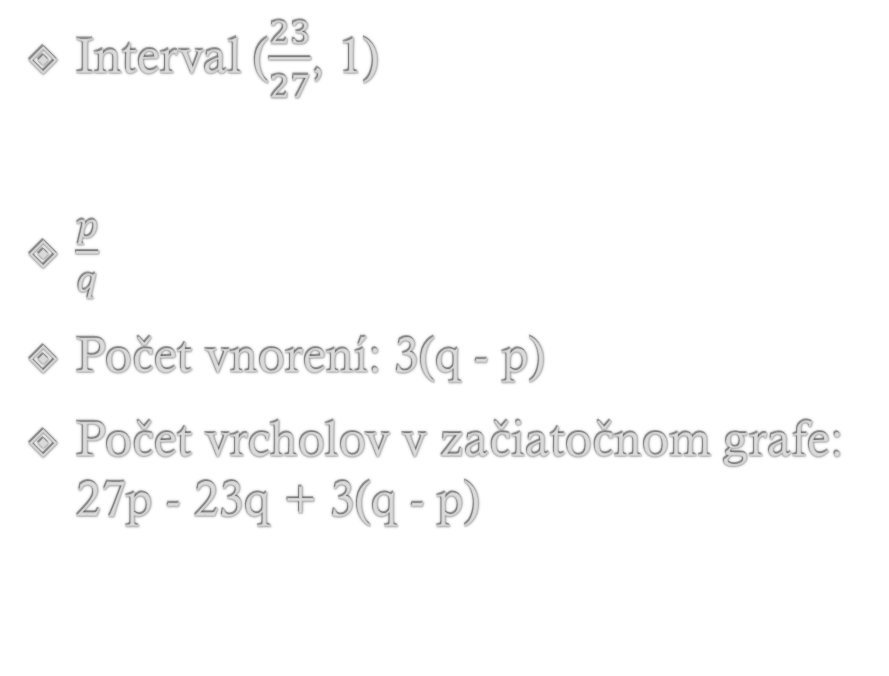 Interval (23/27, 1)
p/q
Počet vnorení: 3(q - p)
Počet vrcholov v začiatočnom grafe:
27p - 23q + 3(q - p)